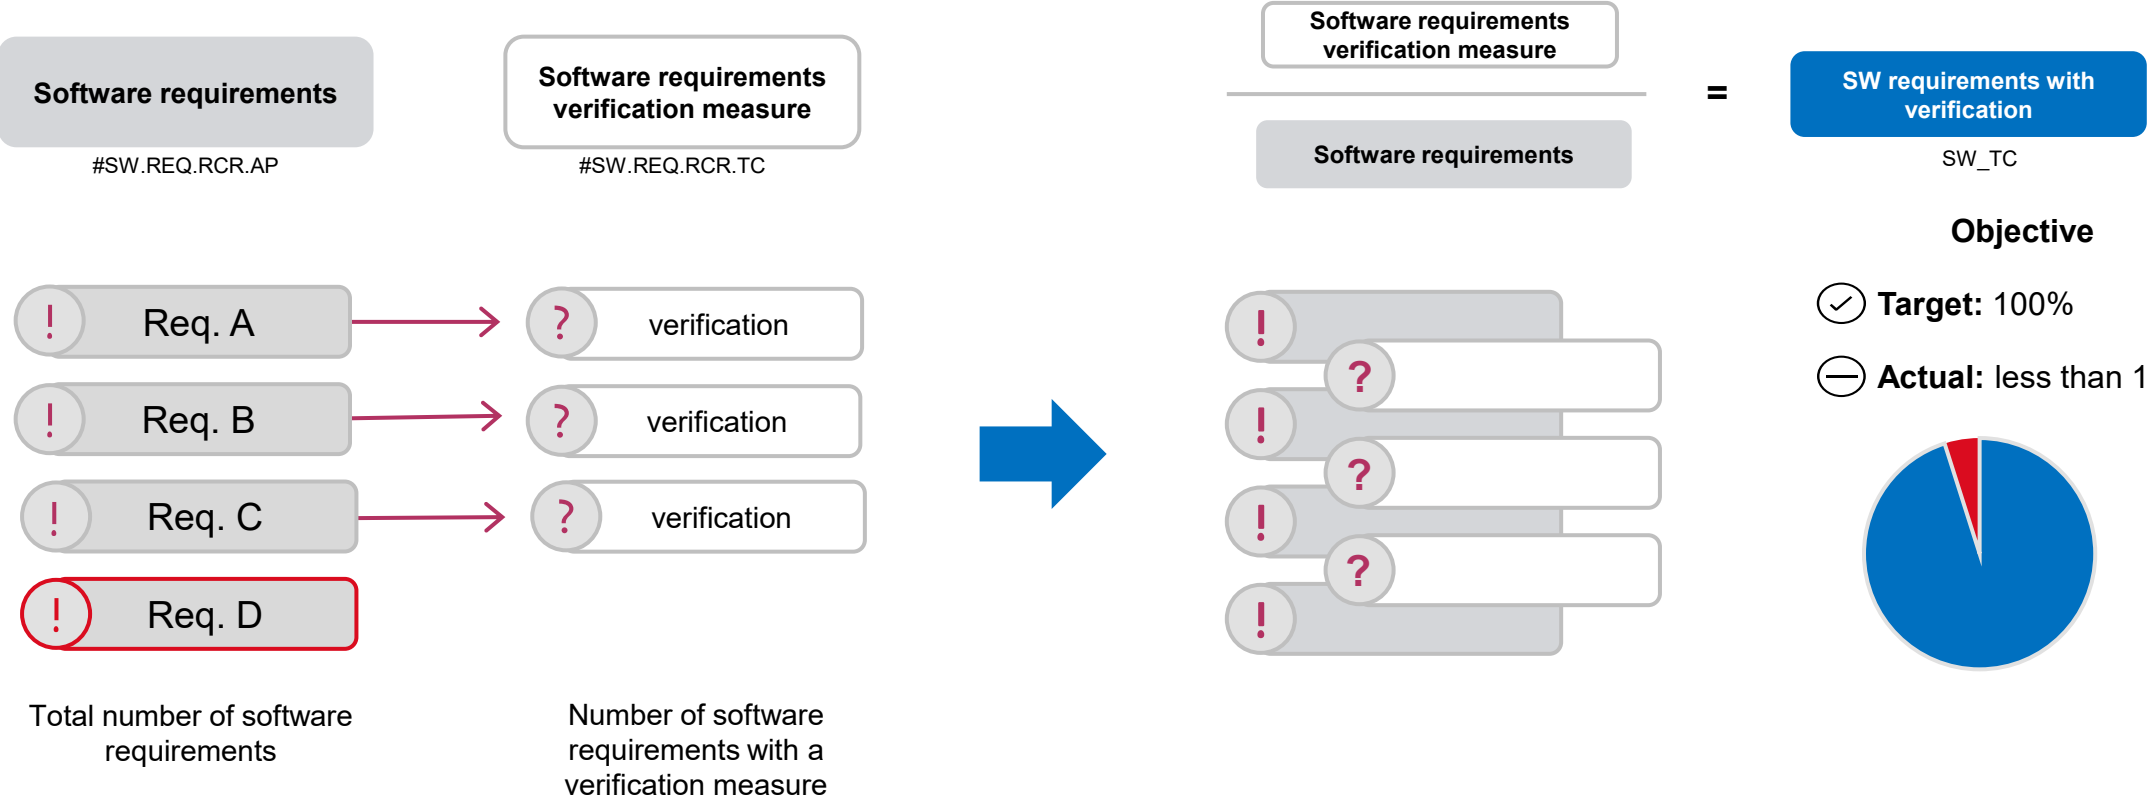 Software requirements
#SW.REQ.RCR.AP
Software requirements
verification measure
#SW.REQ.RCR.TC
Software requirements
verification measure
Software requirements
=
SW requirements with
verification
SW_TC
Objective
Target: 100%
Actual: less than 1
! Req. A
? verification
! Req. B
? verification
! Req. C
? verification
! Req. D
!
?
!
?
!
?
!
Total number of software
requirements
Number of software
requirements with a
verification measure